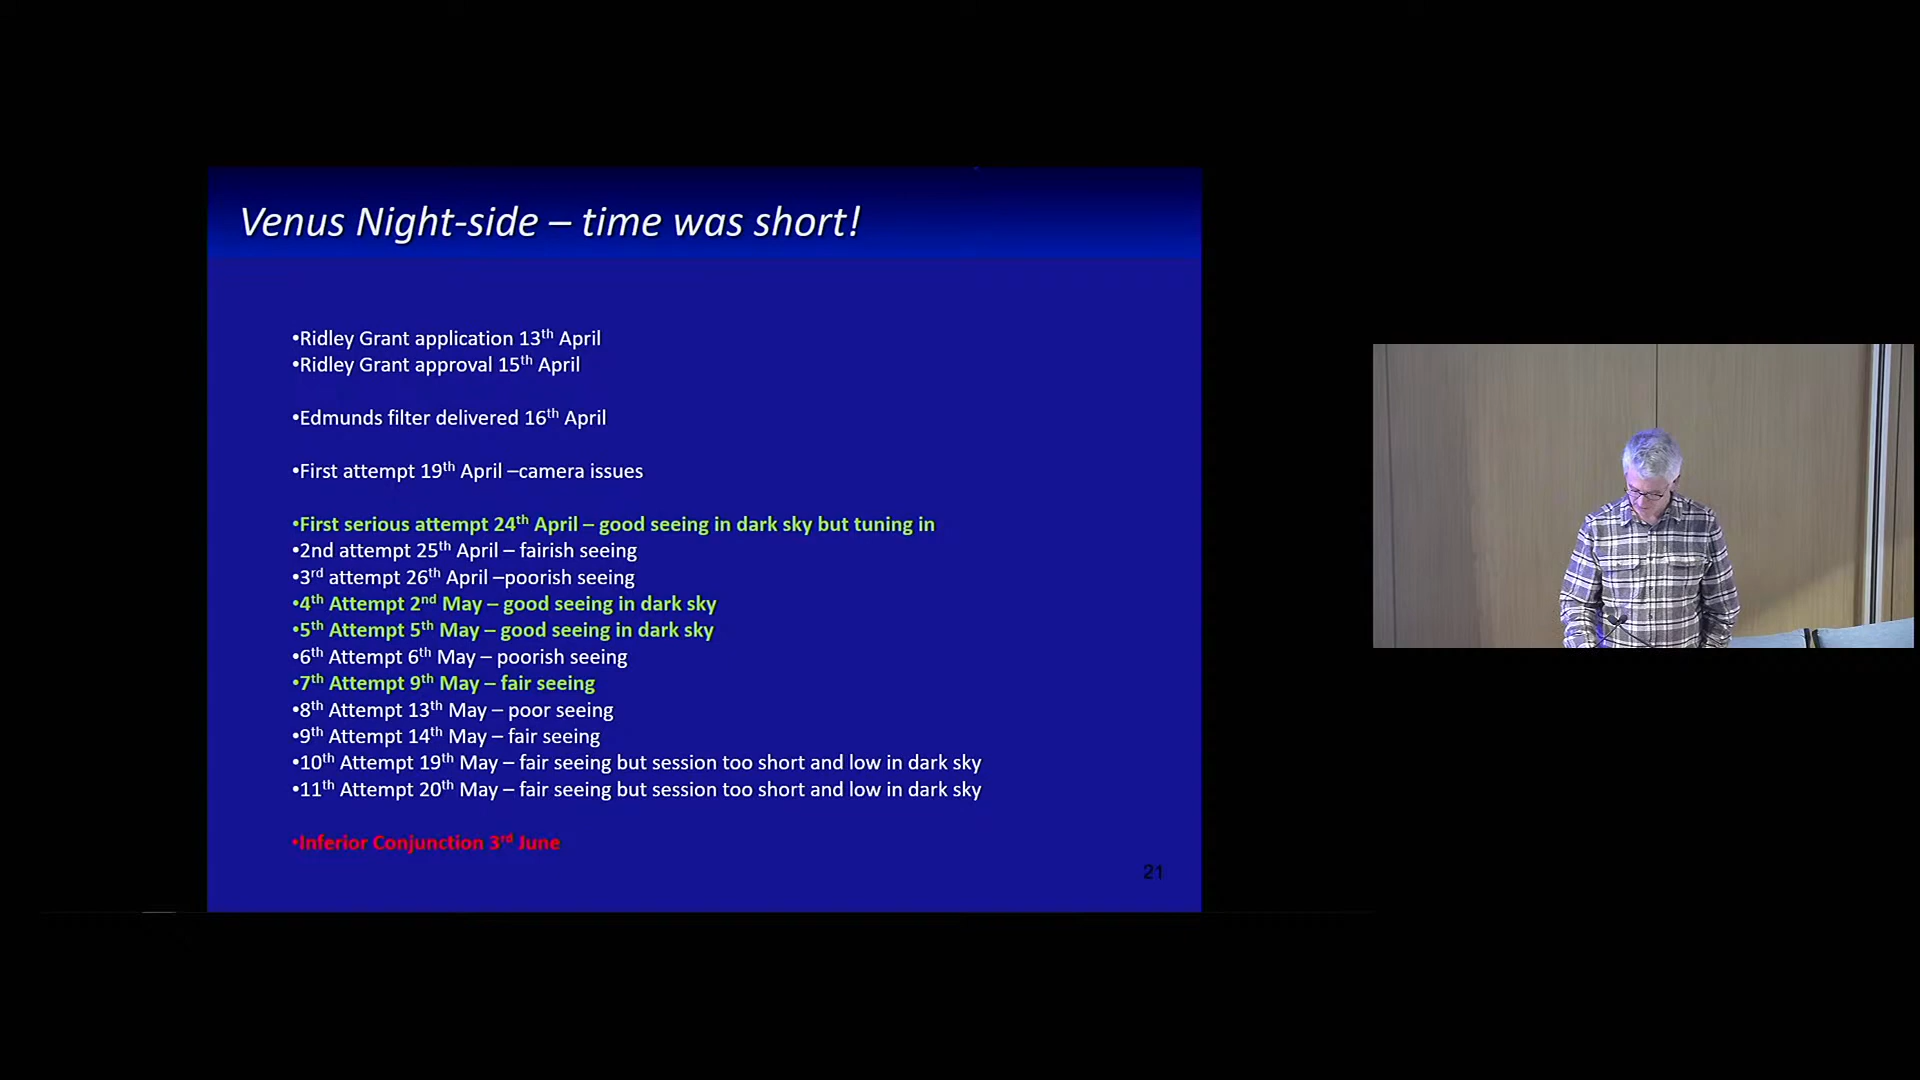 Venus Night-side – time was short!
•Ridley Grant application 13th April
•Ridley Grant approval 15th April
•Edmunds filter delivered 16th April
•First attempt 19th April –camera issues
•First serious attempt 24th April – good seeing in dark sky but tuning in
•2nd attempt 25th April – fairish seeing
•3rd attempt 26th April –poorish seeing
•4th Attempt 2nd May – good seeing in dark sky
•5th Attempt 5th May – good seeing in dark sky
•6th Attempt 6th May – poorish seeing
•7th Attempt 9th May – fair seeing
•8th Attempt 13th May – poor seeing
•9th Attempt 14th May – fair seeing
•10th Attempt 19th May – fair seeing but session too short and low in dark sky
•11th Attempt 20th May – fair seeing but session too short and low in dark sky
•Inferior Conjunction 3rd June
21